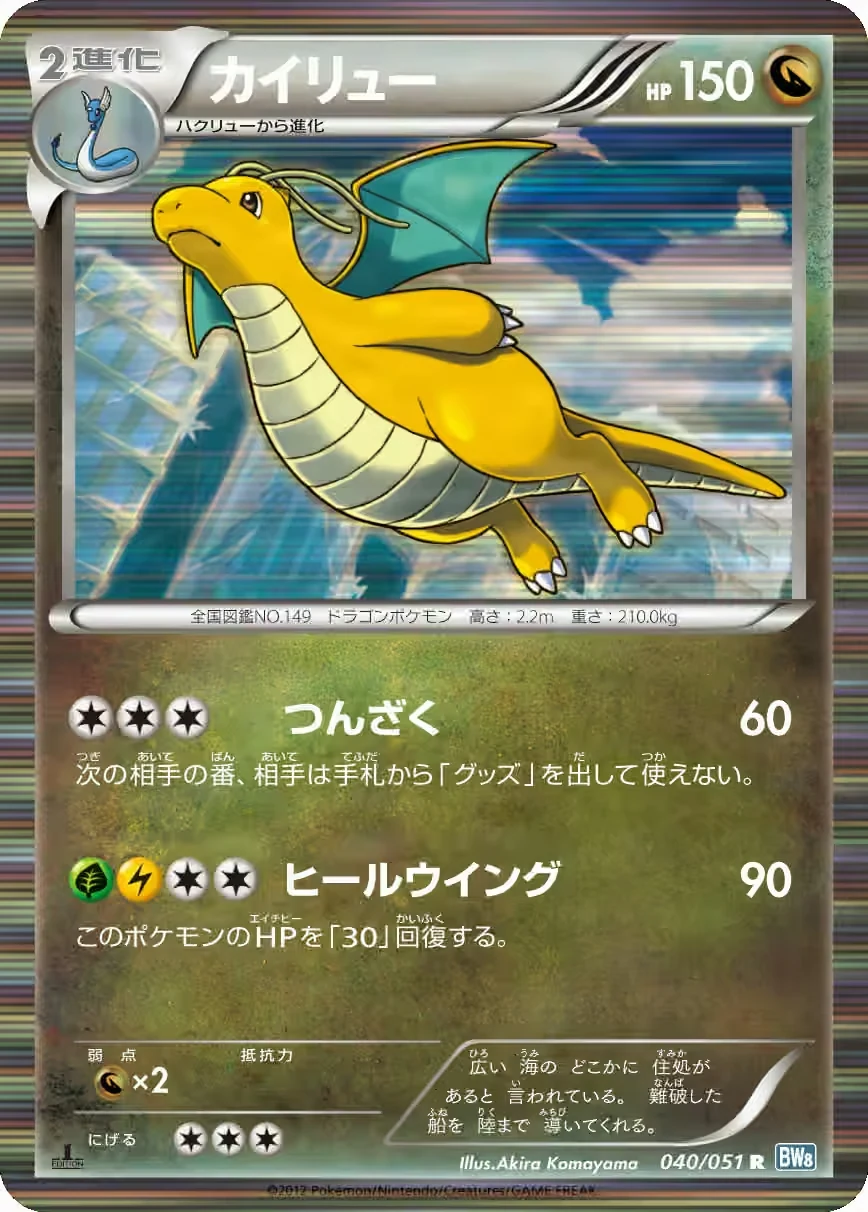 2進化
カイリュー
HP 150
ハクリューから進化
全国図鑑NO.149 ドラゴンポケモン 高さ:2.2m 重さ:210.0kg
つんざく 60
次の相手の番、相手は手札から「グッズ」を出して使えない。
ヒールウイング 90
このポケモンのHPを「30」回復する。
弱点 抵抗力
×2
にげる
広い 海の どこかに 住処が
あると 言われている。 難破した
船を 陸まで 導いてくれる。
1 EDITION
Illus.Akira Komayama 040/051 R BW8
©2012 Pokémon/Nintendo/Creatures/GAME FREAK.